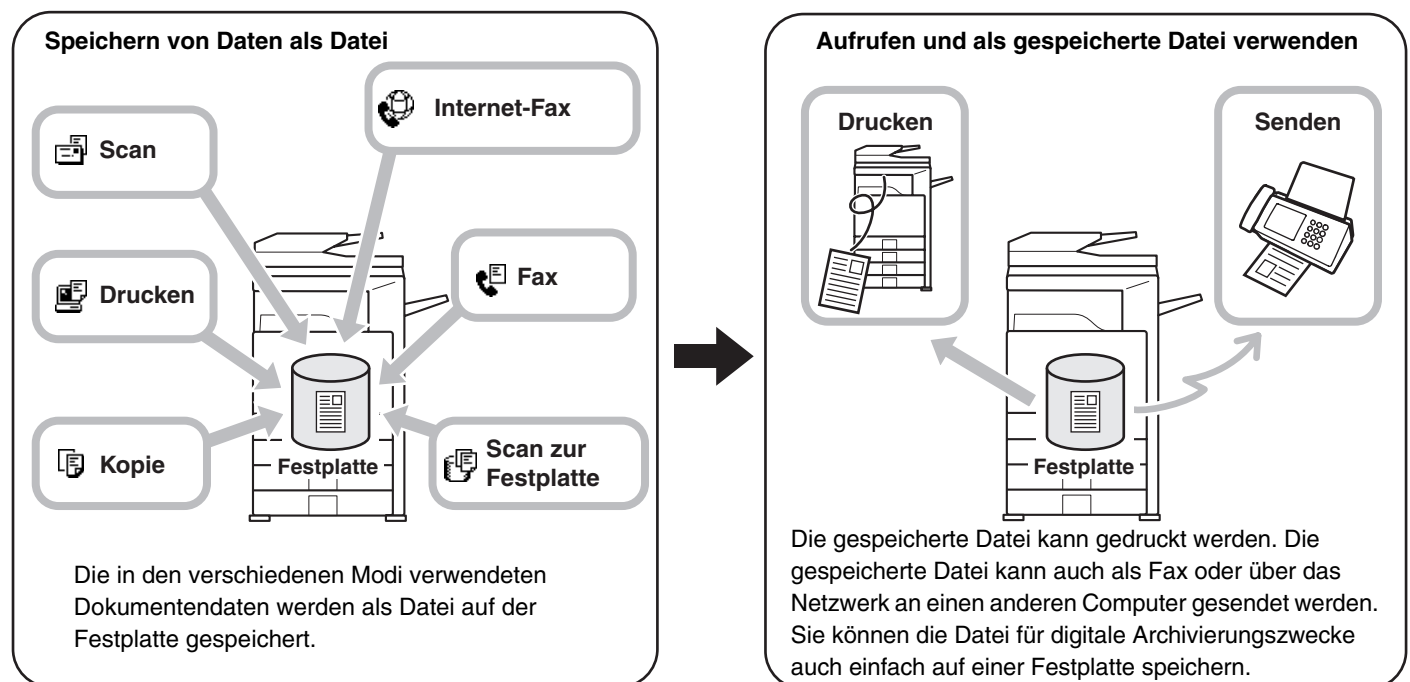 Speichern von Daten als Datei
Internet-Fax
Scan
Drucken
Fax
Kopie
Festplatte
Scan zur
Festplatte
Die in den verschiedenen Modi verwendeten
Dokumentendaten werden als Datei auf der
Festplatte gespeichert.
Aufrufen und als gespeicherte Datei verwenden
Drucken
Senden
Festplatte
Die gespeicherte Datei kann gedruckt werden. Die
gespeicherte Datei kann auch als Fax oder über das
Netzwerk an einen anderen Computer gesendet werden.
Sie können die Datei für digitale Archivierungszwecke
auch einfach auf einer Festplatte speichern.